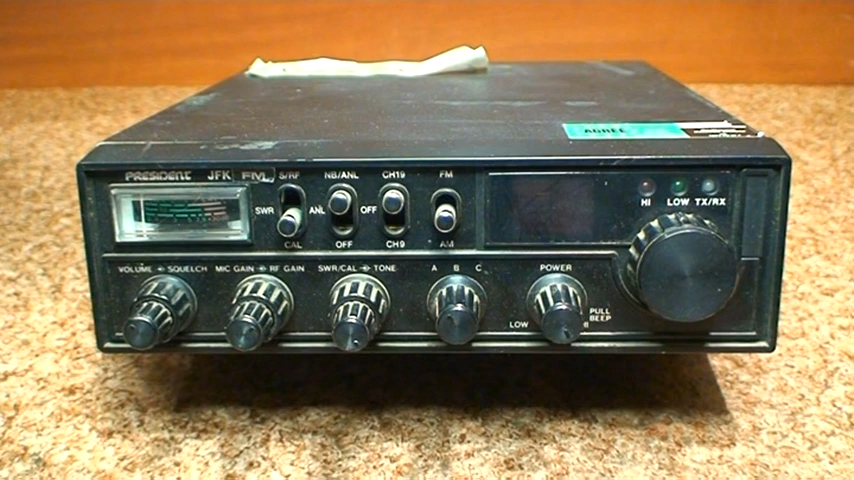 AGREE
PRESIDENT JFK FM
S/RF NB/ANL CH19 FM
SWR ANL OFF
CAL OFF CH9 AM
HI LOW TX/RX
VOLUME SQUELCH MIC GAIN RF GAIN SWR/CAL TONE A B C POWER
LOW
PULL
BEEP